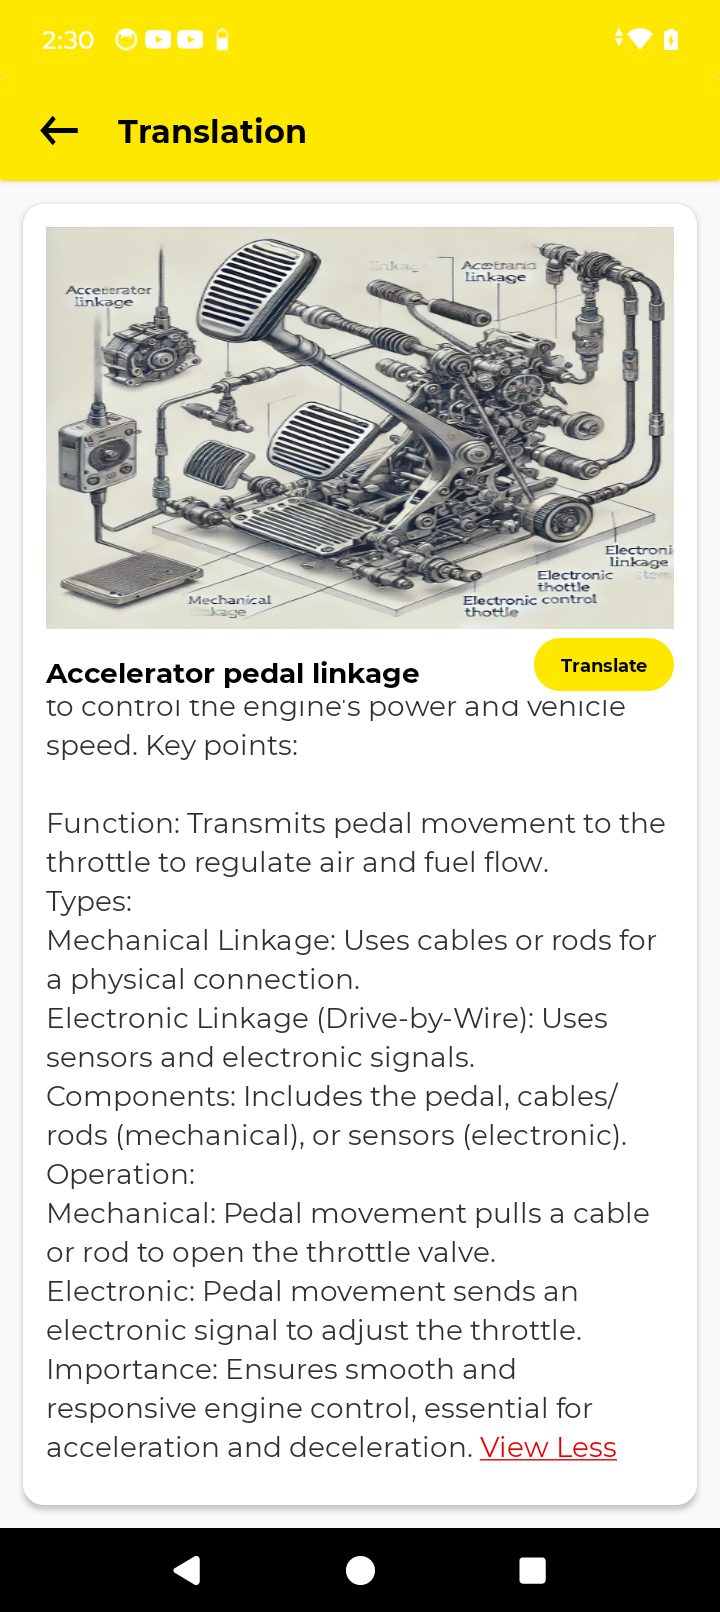 2:30
Translation
Acceterator
linkage
linkage
Acetrand
linkage
Electroni
linkage
stem
Electronic
thottle
Electronic control
thottle
Mechanical
kage
Accelerator pedal linkage
Translate
to control the engine's power and vehicle
speed. Key points:
Function: Transmits pedal movement to the
throttle to regulate air and fuel flow.
Types:
Mechanical Linkage: Uses cables or rods for
a physical connection.
Electronic Linkage (Drive-by-Wire): Uses
sensors and electronic signals.
Components: Includes the pedal, cables/
rods (mechanical), or sensors (electronic).
Operation:
Mechanical: Pedal movement pulls a cable
or rod to open the throttle valve.
Electronic: Pedal movement sends an
electronic signal to adjust the throttle.
Importance: Ensures smooth and
responsive engine control, essential for
acceleration and deceleration. View Less